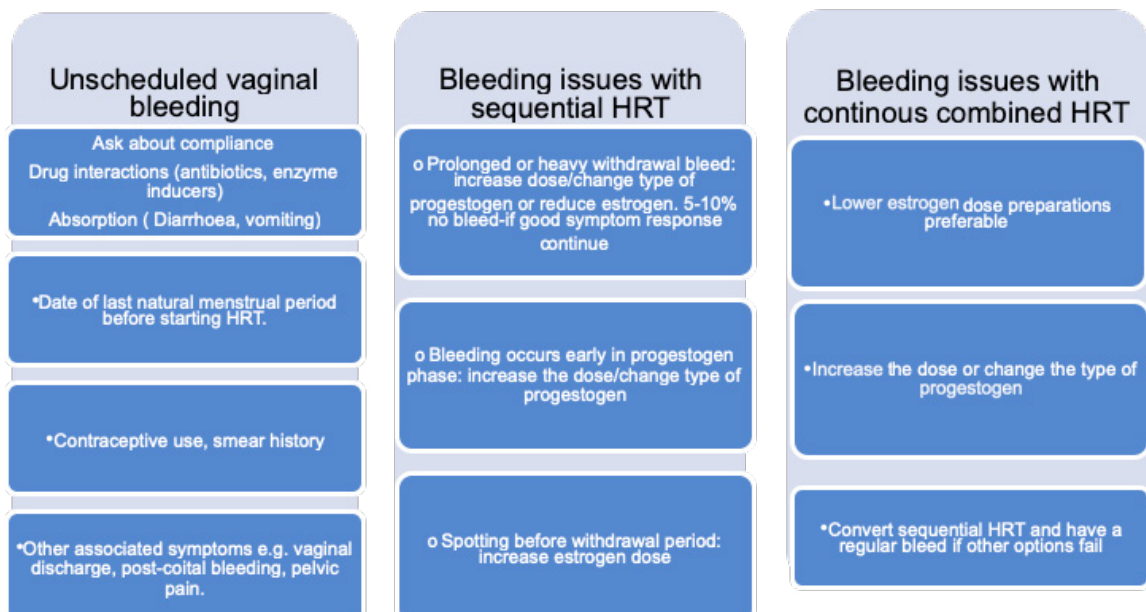 Unscheduled vaginal
bleeding
Ask about compliance
Drug interactions (antibiotics, enzyme
inducers)
Absorption ( Diarrhoea, vomiting)
•Date of last natural menstrual period
before starting HRT.
•Contraceptive use, smear history
•Other associated symptoms e.g. vaginal
discharge, post-coital bleeding, pelvic
pain.
Bleeding issues with
sequential HRT
o Prolonged or heavy withdrawal bleed:
increase dose/change type of
progestogen or reduce estrogen. 5-10%
no bleed-if good symptom response
continue
o Bleeding occurs early in progestogen
phase: increase the dose/change type of
progestogen
o Spotting before withdrawal period:
increase estrogen dose
Bleeding issues with
continous combined HRT
•Lower estrogen dose preparations
preferable
•Increase the dose or change the type of
progestogen
•Convert sequential HRT and have a
regular bleed if other options fail